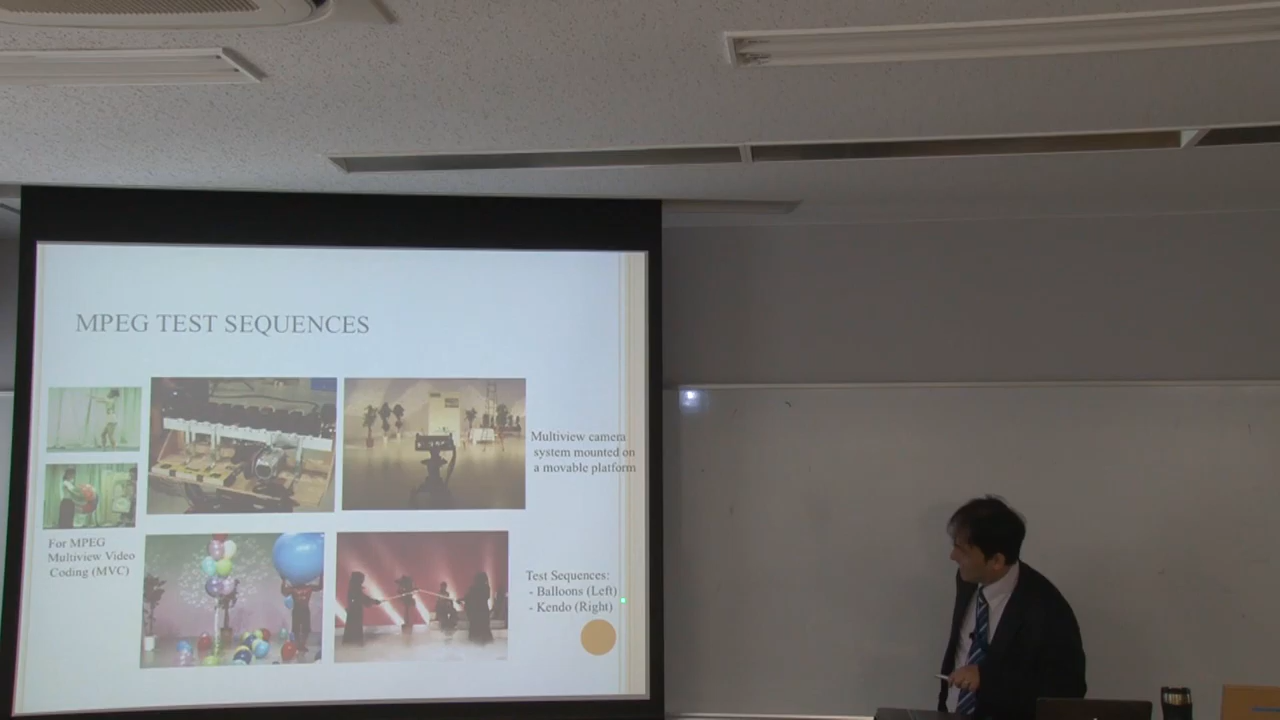 MPEG TEST SEQUENCES
Multiview camera
system mounted on
a movable platform
For MPEG
Multiview Video
Coding (MVC)
Test Sequences:
- Balloons (Left)
- Kendo (Right)